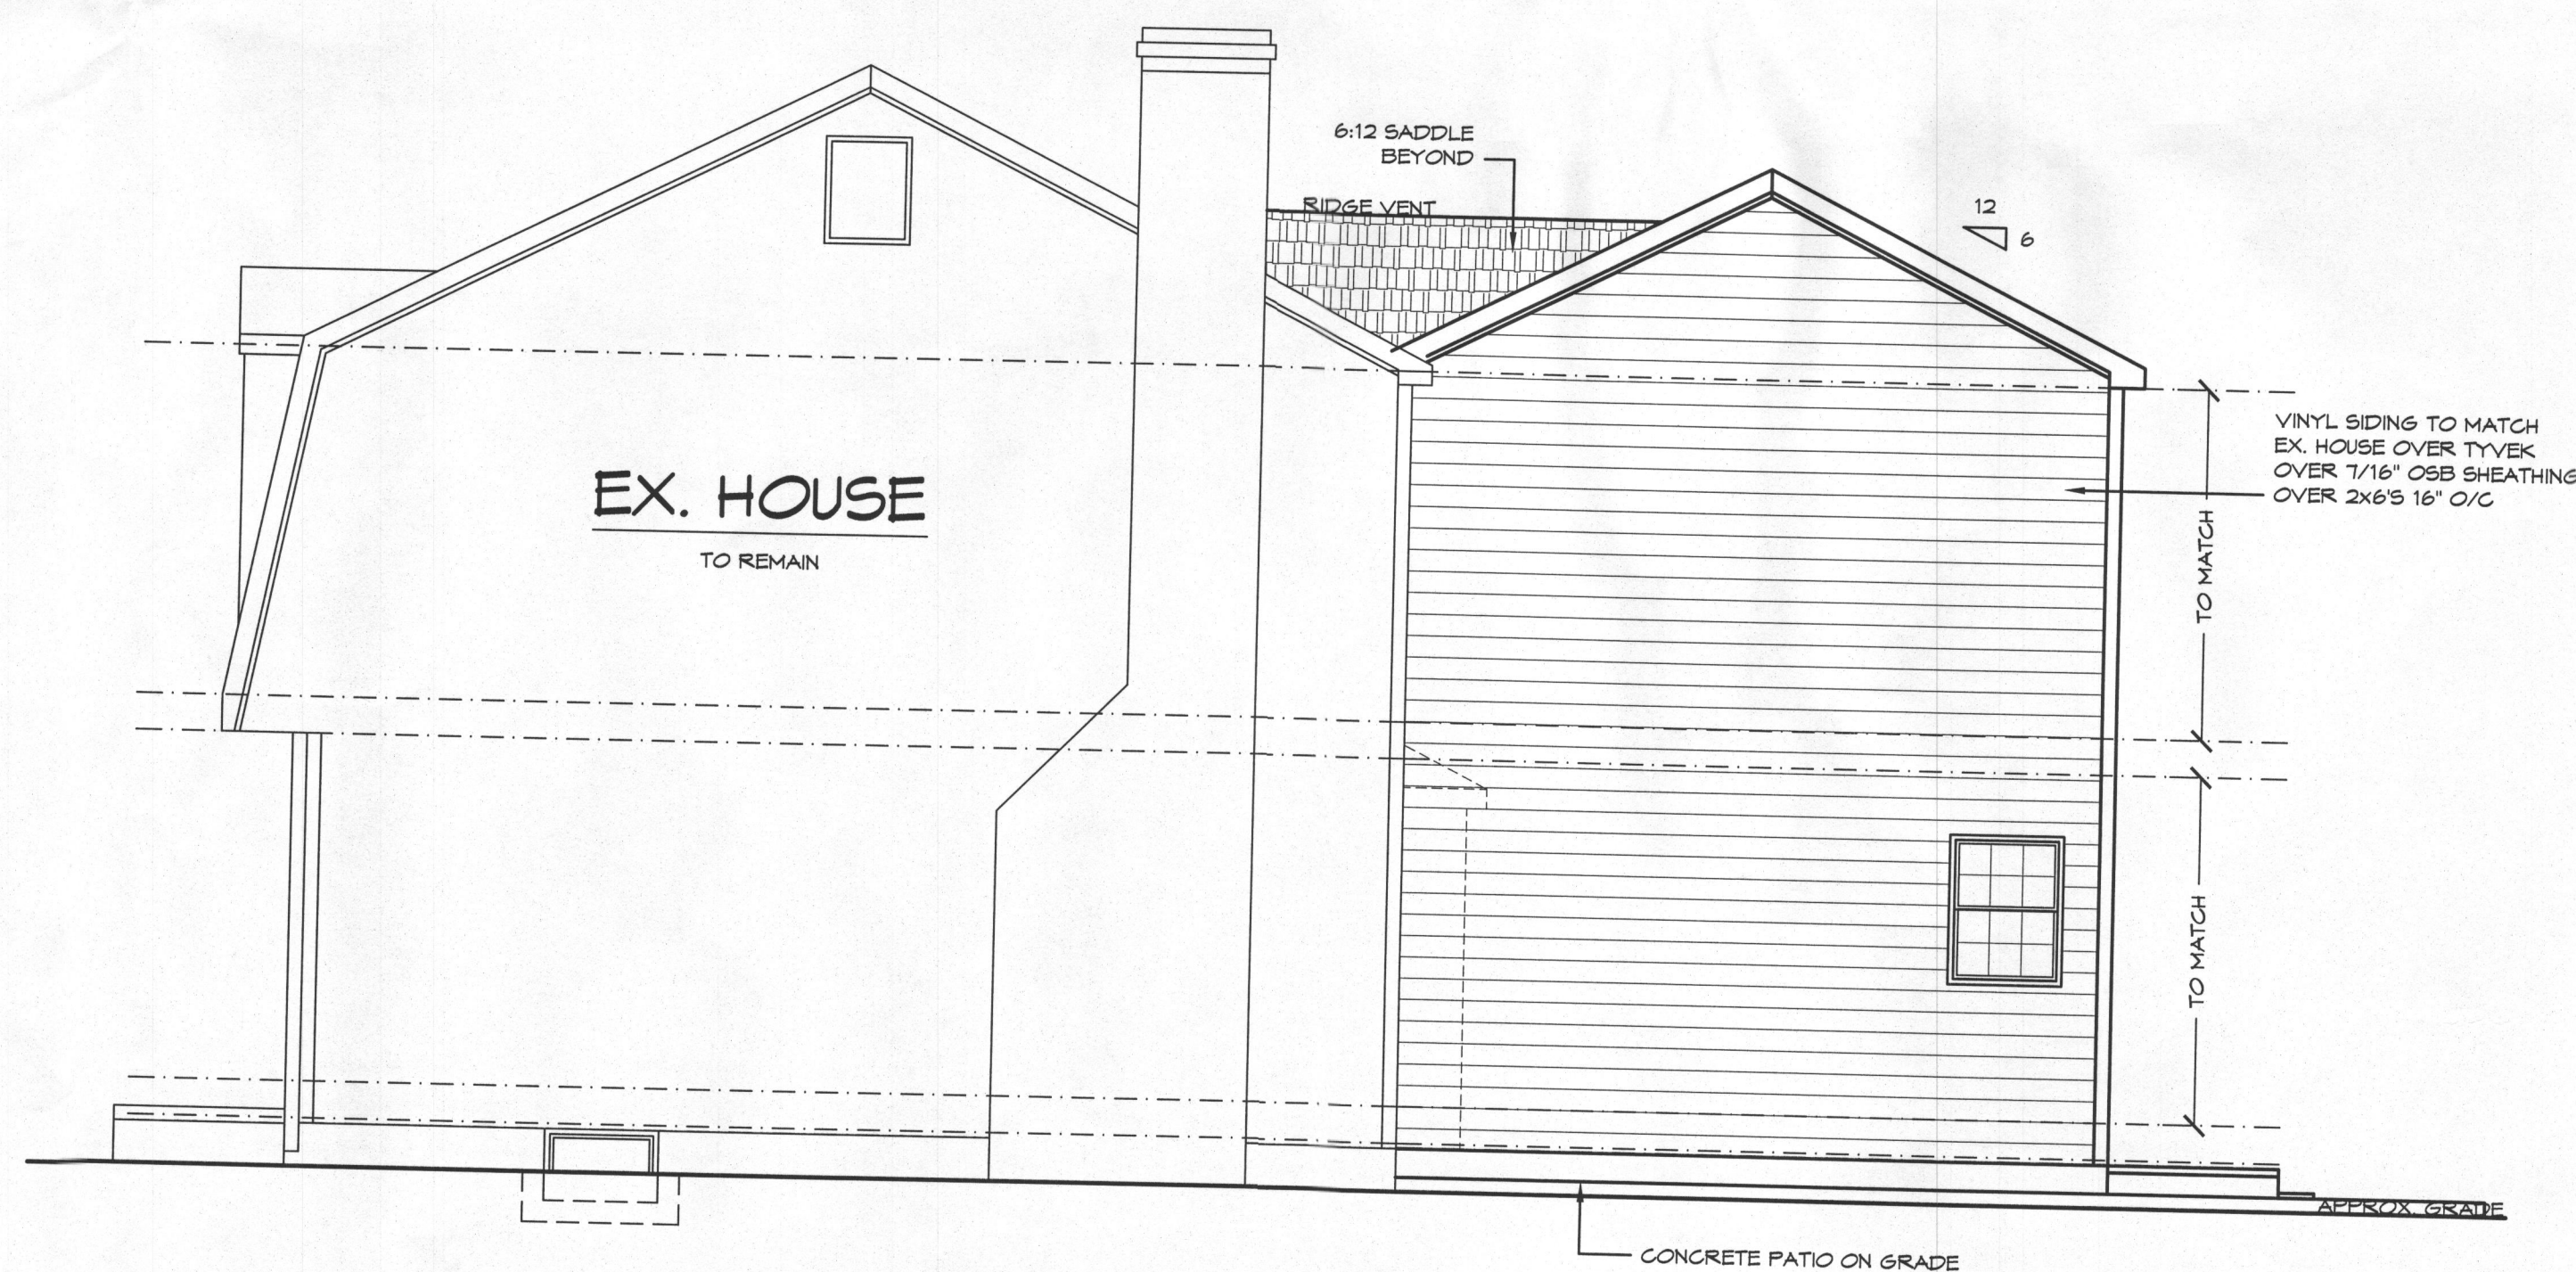 6:12 SADDLE
BEYOND
RIDGE VENT
12
6
EX. HOUSE
TO REMAIN
VINYL SIDING TO MATCH
EX. HOUSE OVER TYVEK
OVER 7/16" OSB SHEATHING
OVER 2x6'S 16" O/C
TO MATCH
TO MATCH
APPROX. GRADE
CONCRETE PATIO ON GRADE